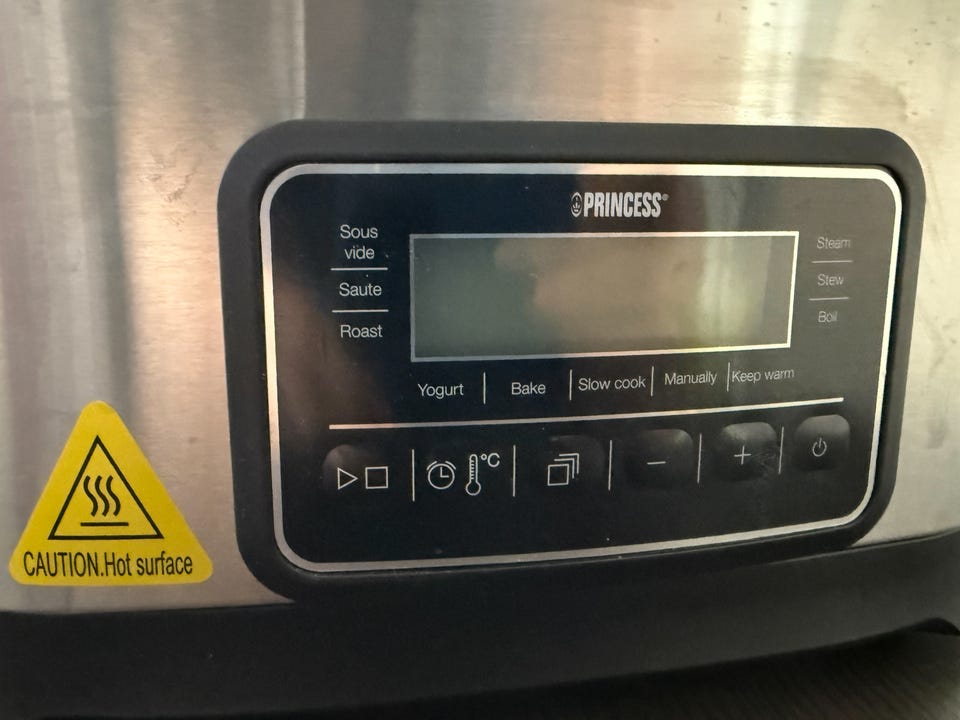 PRINCESS®
Sous
vide
Saute
Roast
Steam
Stew
Boil
Yogurt | Bake | Slow cook | Manually | Keep warm
°C
− +
CAUTION.Hot surface